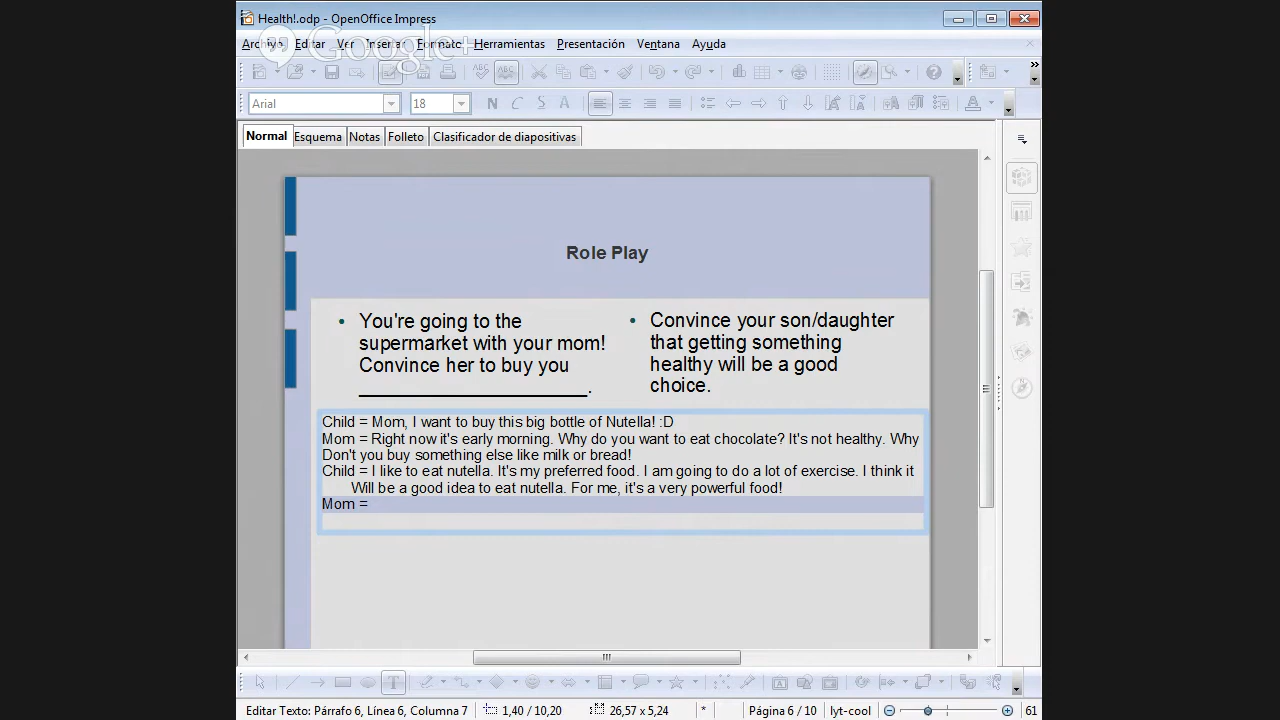 Health!.odp - OpenOffice Impress
Archivo Editar Ver Insertar Formato Herramientas Presentación Ventana Ayuda
Google+
Arial 18 N C S A
Normal Esquema Notas Folleto Clasificador de diapositivas
Role Play
• You're going to the
supermarket with your mom!
Convince her to buy you
_____________________.
• Convince your son/daughter
that getting something
healthy will be a good
choice.
Child = Mom, I want to buy this big bottle of Nutella! :D
Mom = Right now it's early morning. Why do you want to eat chocolate? It's not healthy. Why
Don't you buy something else like milk or bread!
Child = I like to eat nutella. It's my preferred food. I am going to do a lot of exercise. I think it
Will be a good idea to eat nutella. For me, it's a very powerful food!
Mom =
Editar Texto: Párrafo 6, Línea 6, Columna 7 1,40 / 10,20 26,57 x 5,24 * Página 6 / 10 lyt-cool 61